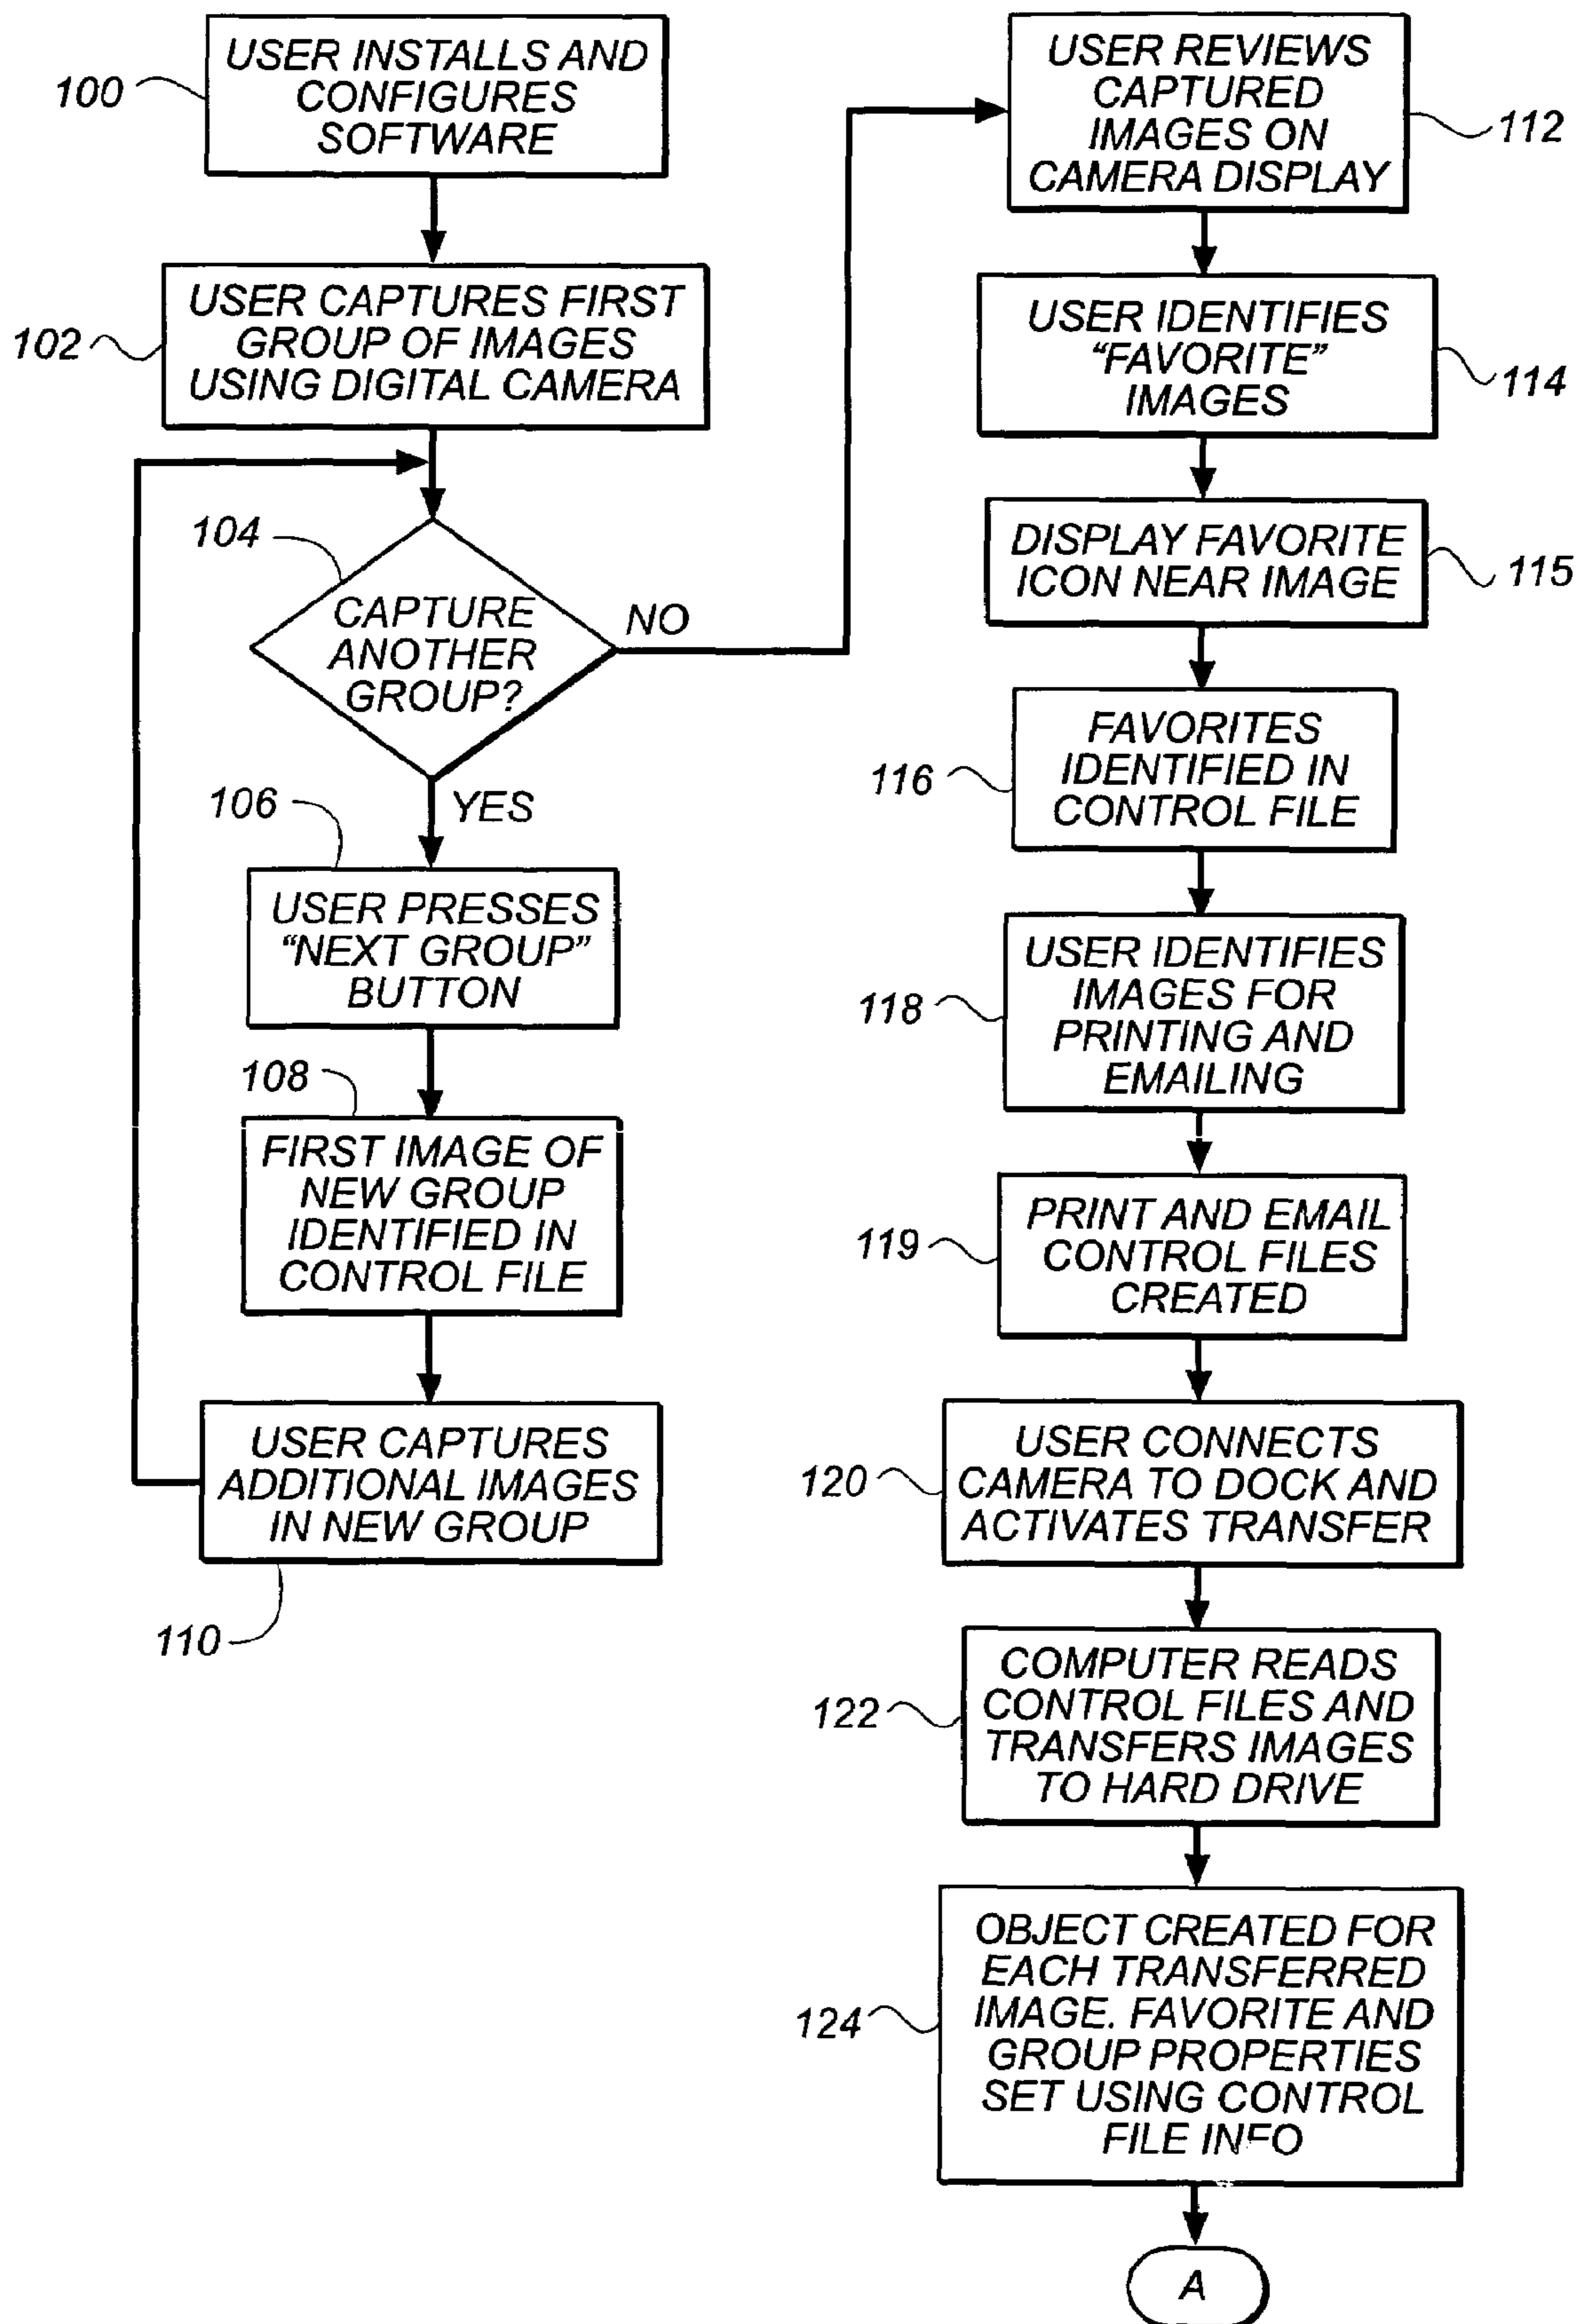 100
USER INSTALLS AND
CONFIGURES
SOFTWARE
102
USER CAPTURES FIRST
GROUP OF IMAGES
USING DIGITAL CAMERA
104
CAPTURE
ANOTHER
GROUP?
NO
YES
106
USER PRESSES
“NEXT GROUP”
BUTTON
108
FIRST IMAGE OF
NEW GROUP
IDENTIFIED IN
CONTROL FILE
USER CAPTURES
ADDITIONAL IMAGES
IN NEW GROUP
110
USER REVIEWS
CAPTURED
IMAGES ON
CAMERA DISPLAY
112
USER IDENTIFIES
“FAVORITE”
IMAGES
114
DISPLAY FAVORITE
ICON NEAR IMAGE
115
FAVORITES
IDENTIFIED IN
CONTROL FILE
116
USER IDENTIFIES
IMAGES FOR
PRINTING AND
EMAILING
118
PRINT AND EMAIL
CONTROL FILES
CREATED
119
USER CONNECTS
CAMERA TO DOCK AND
ACTIVATES TRANSFER
120
COMPUTER READS
CONTROL FILES AND
TRANSFERS IMAGES
TO HARD DRIVE
122
OBJECT CREATED FOR
EACH TRANSFERRED
IMAGE. FAVORITE AND
GROUP PROPERTIES
SET USING CONTROL
FILE INFO
124
A